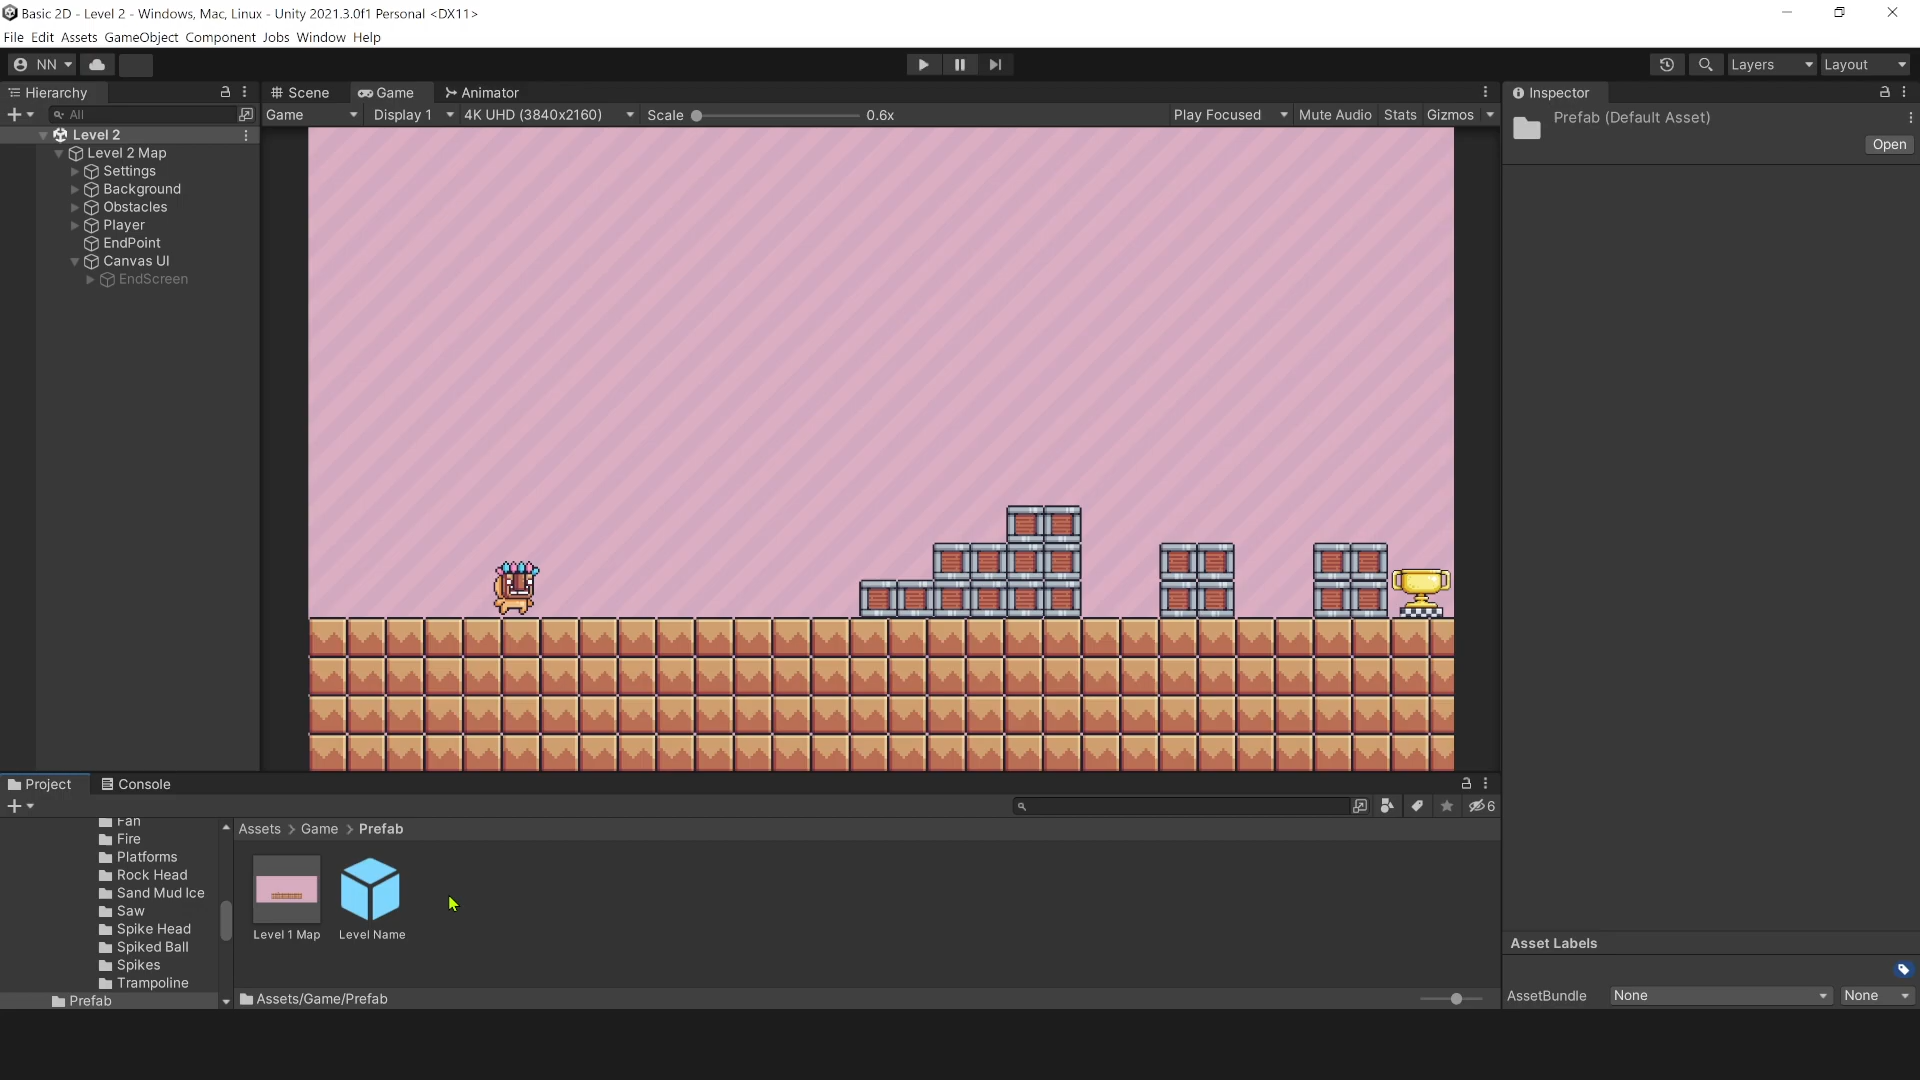 Basic 2D - Level 2 - Windows, Mac, Linux - Unity 2021.3.0f1 Personal <DX11>
File Edit Assets GameObject Component Jobs Window Help
NN Layers Layout
Hierarchy Scene Game Animator Inspector
All Game Display 1 4K UHD (3840x2160) Scale 0.6x Play Focused Mute Audio Stats Gizmos Prefab (Default Asset)
Open
Level 2
Level 2 Map
Settings
Background
Obstacles
Player
EndPoint
Canvas UI
EndScreen
Project Console
6
Fan
Assets > Game > Prefab
Fire
Platforms
Rock Head
Sand Mud Ice
Saw
Spike Head
Spiked Ball
Spikes
Trampoline
Prefab
Level 1 Map Level Name
Assets/Game/Prefab
Asset Labels
AssetBundle None None